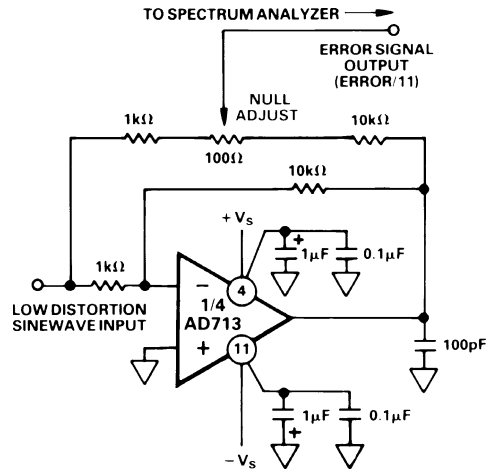 TO SPECTRUM ANALYZER
ERROR SIGNAL
OUTPUT
(ERROR/11)
NULL
ADJUST
1kΩ
100Ω
10kΩ
10kΩ
+Vs
+
1μF
0.1μF
1kΩ
LOW DISTORTION
SINEWAVE INPUT
−
1/4
AD713
+
4
11
100pF
1μF
+
0.1μF
−Vs